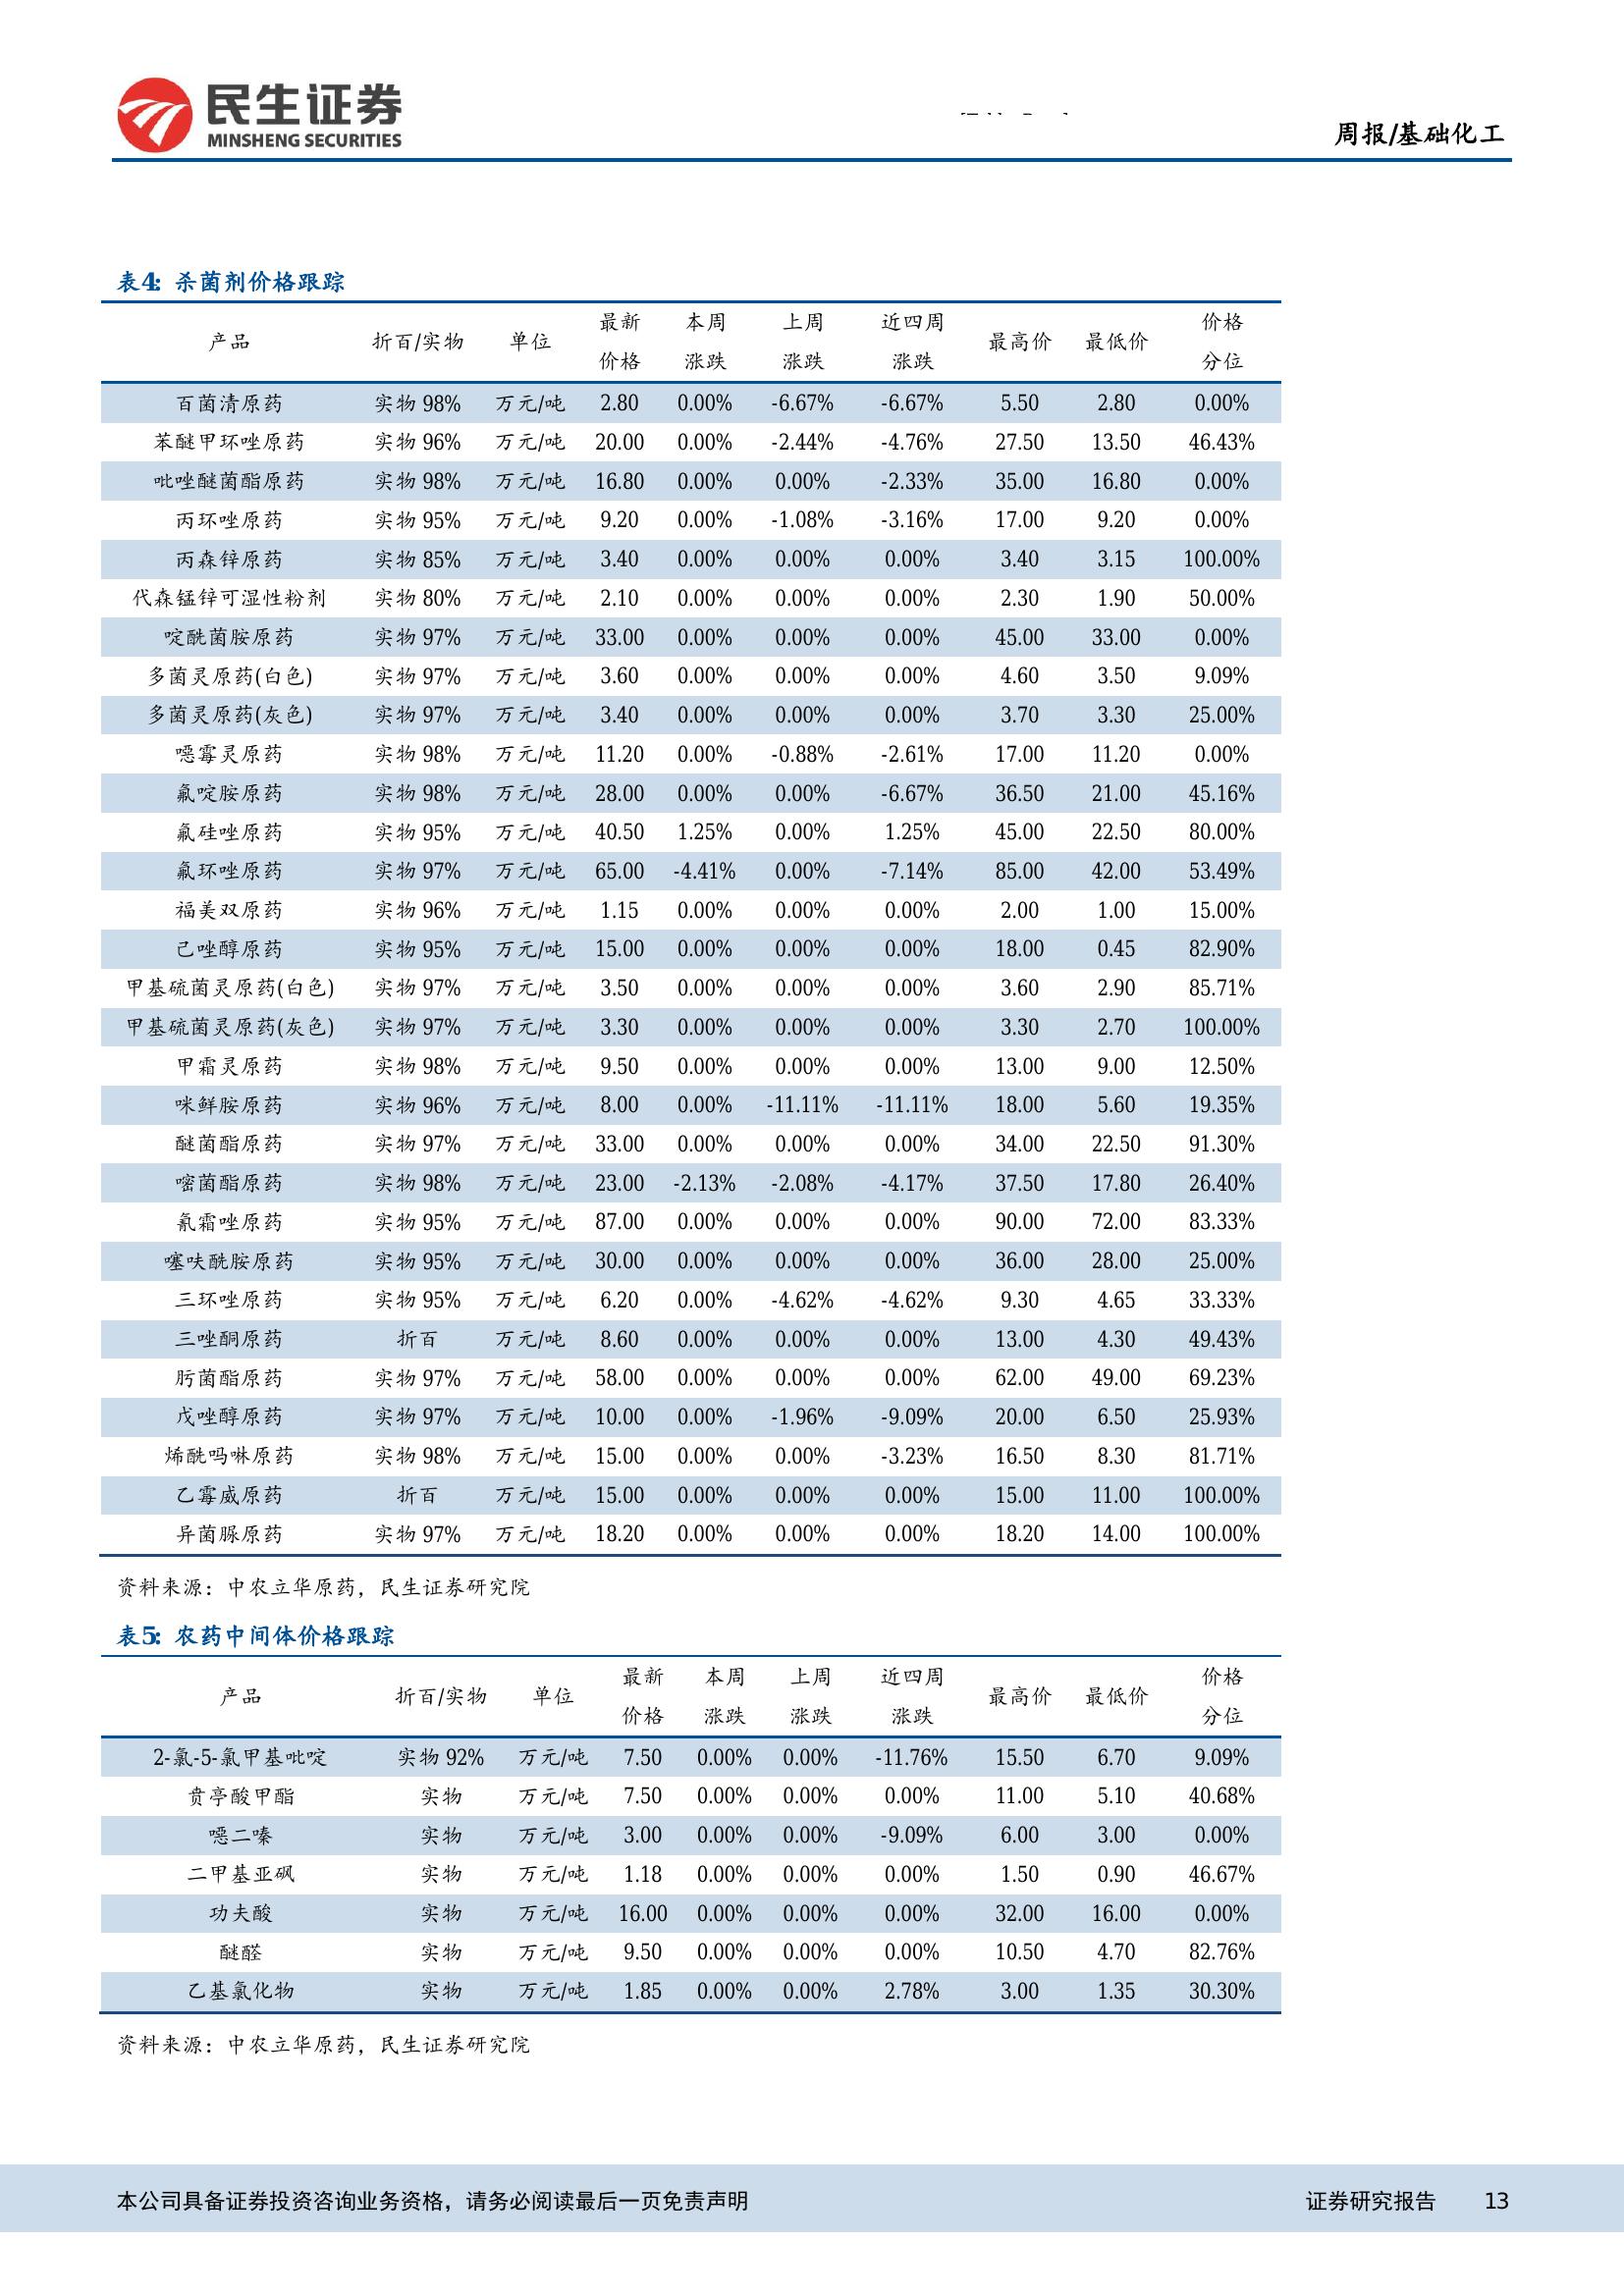 民生证券
MINSHENG SECURITIES
周报/基础化工
表4: 杀菌剂价格跟踪
产品 折百/实物 单位 最新价格 本周涨跌 上周涨跌 近四周涨跌 最高价 最低价 价格分位
百菌清原药 实物 98% 万元/吨 2.80 0.00% -6.67% -6.67% 5.50 2.80 0.00%
苯醚甲环唑原药 实物 96% 万元/吨 20.00 0.00% -2.44% -4.76% 27.50 13.50 46.43%
吡唑醚菌酯原药 实物 98% 万元/吨 16.80 0.00% 0.00% -2.33% 35.00 16.80 0.00%
丙环唑原药 实物 95% 万元/吨 9.20 0.00% -1.08% -3.16% 17.00 9.20 0.00%
丙森锌原药 实物 85% 万元/吨 3.40 0.00% 0.00% 0.00% 3.40 3.15 100.00%
代森锰锌可湿性粉剂 实物 80% 万元/吨 2.10 0.00% 0.00% 0.00% 2.30 1.90 50.00%
啶酰菌胺原药 实物 97% 万元/吨 33.00 0.00% 0.00% 0.00% 45.00 33.00 0.00%
多菌灵原药(白色) 实物 97% 万元/吨 3.60 0.00% 0.00% 0.00% 4.60 3.50 9.09%
多菌灵原药(灰色) 实物 97% 万元/吨 3.40 0.00% 0.00% 0.00% 3.70 3.30 25.00%
噁霉灵原药 实物 98% 万元/吨 11.20 0.00% -0.88% -2.61% 17.00 11.20 0.00%
氟啶胺原药 实物 98% 万元/吨 28.00 0.00% 0.00% -6.67% 36.50 21.00 45.16%
氟硅唑原药 实物 95% 万元/吨 40.50 1.25% 0.00% 1.25% 45.00 22.50 80.00%
氟环唑原药 实物 97% 万元/吨 65.00 -4.41% 0.00% -7.14% 85.00 42.00 53.49%
福美双原药 实物 96% 万元/吨 1.15 0.00% 0.00% 0.00% 2.00 1.00 15.00%
己唑醇原药 实物 95% 万元/吨 15.00 0.00% 0.00% 0.00% 18.00 0.45 82.90%
甲基硫菌灵原药(白色) 实物 97% 万元/吨 3.50 0.00% 0.00% 0.00% 3.60 2.90 85.71%
甲基硫菌灵原药(灰色) 实物 97% 万元/吨 3.30 0.00% 0.00% 0.00% 3.30 2.70 100.00%
甲霜灵原药 实物 98% 万元/吨 9.50 0.00% 0.00% 0.00% 13.00 9.00 12.50%
咪鲜胺原药 实物 96% 万元/吨 8.00 0.00% -11.11% -11.11% 18.00 5.60 19.35%
醚菌酯原药 实物 97% 万元/吨 33.00 0.00% 0.00% 0.00% 34.00 22.50 91.30%
嘧菌酯原药 实物 98% 万元/吨 23.00 -2.13% -2.08% -4.17% 37.50 17.80 26.40%
氰霜唑原药 实物 95% 万元/吨 87.00 0.00% 0.00% 0.00% 90.00 72.00 83.33%
噻呋酰胺原药 实物 95% 万元/吨 30.00 0.00% 0.00% 0.00% 36.00 28.00 25.00%
三环唑原药 实物 95% 万元/吨 6.20 0.00% -4.62% -4.62% 9.30 4.65 33.33%
三唑酮原药 折百 万元/吨 8.60 0.00% 0.00% 0.00% 13.00 4.30 49.43%
肟菌酯原药 实物 97% 万元/吨 58.00 0.00% 0.00% 0.00% 62.00 49.00 69.23%
戊唑醇原药 实物 97% 万元/吨 10.00 0.00% -1.96% -9.09% 20.00 6.50 25.93%
烯酰吗啉原药 实物 98% 万元/吨 15.00 0.00% 0.00% -3.23% 16.50 8.30 81.71%
乙霉威原药 折百 万元/吨 15.00 0.00% 0.00% 0.00% 15.00 11.00 100.00%
异菌脲原药 实物 97% 万元/吨 18.20 0.00% 0.00% 0.00% 18.20 14.00 100.00%
资料来源：中农立华原药，民生证券研究院
表5: 农药中间体价格跟踪
产品 折百/实物 单位 最新价格 本周涨跌 上周涨跌 近四周涨跌 最高价 最低价 价格分位
2-氯-5-氯甲基吡啶 实物 92% 万元/吨 7.50 0.00% 0.00% -11.76% 15.50 6.70 9.09%
贲亭酸甲酯 实物 万元/吨 7.50 0.00% 0.00% 0.00% 11.00 5.10 40.68%
噁二嗪 实物 万元/吨 3.00 0.00% 0.00% -9.09% 6.00 3.00 0.00%
二甲基亚砜 实物 万元/吨 1.18 0.00% 0.00% 0.00% 1.50 0.90 46.67%
功夫酸 实物 万元/吨 16.00 0.00% 0.00% 0.00% 32.00 16.00 0.00%
醚醛 实物 万元/吨 9.50 0.00% 0.00% 0.00% 10.50 4.70 82.76%
乙基氯化物 实物 万元/吨 1.85 0.00% 0.00% 2.78% 3.00 1.35 30.30%
资料来源：中农立华原药，民生证券研究院
本公司具备证券投资咨询业务资格，请务必阅读最后一页免责声明 证券研究报告 13